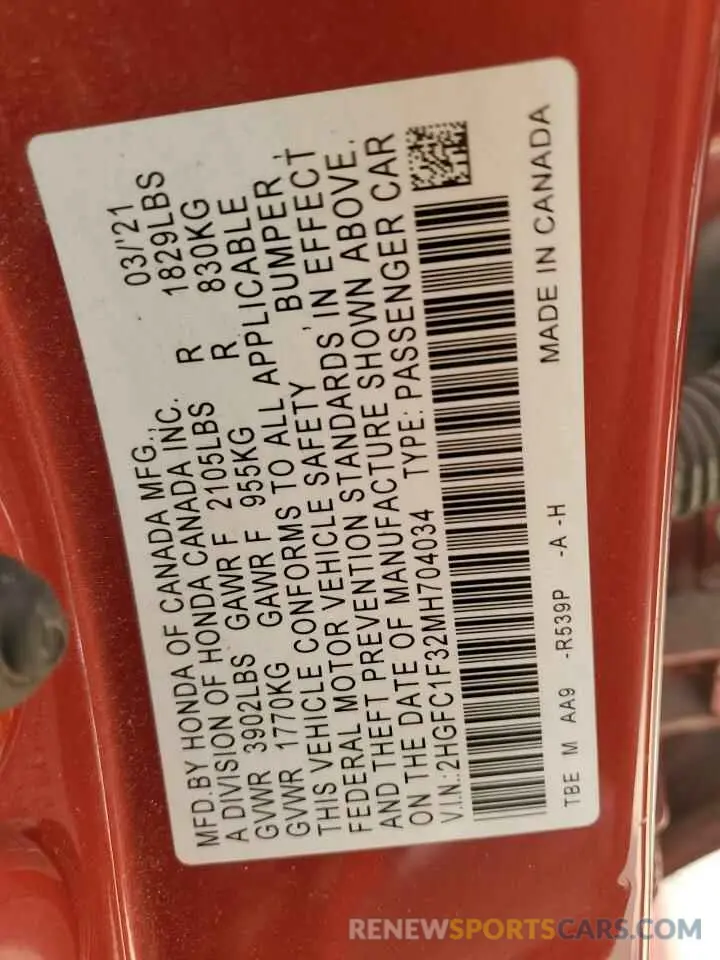 MFD.BY HONDA OF CANADA MFG., 03/'21
A DIVISION OF HONDA CANADA INC.
GVWR 3902LBS GAWR F 2105LBS R 1829LBS
GVWR 1770KG GAWR F 955KG R 830KG
THIS VEHICLE CONFORMS TO ALL APPLICABLE
FEDERAL MOTOR VEHICLE SAFETY, BUMPER,
AND THEFT PREVENTION STANDARDS IN EFFECT
ON THE DATE OF MANUFACTURE SHOWN ABOVE.
V.I.N.:2HGFC1F32MH704034 TYPE: PASSENGER CAR
TBE M AA9 -R539P -A -H MADE IN CANADA
RENEWSPORTSCARS.COM